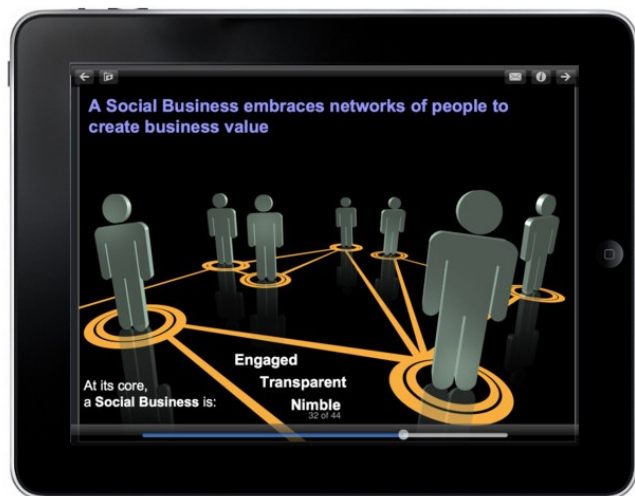 A Social Business embraces networks of people to
create business value
Engaged
Transparent
Nimble
At its core,
a Social Business is:
32 of 44